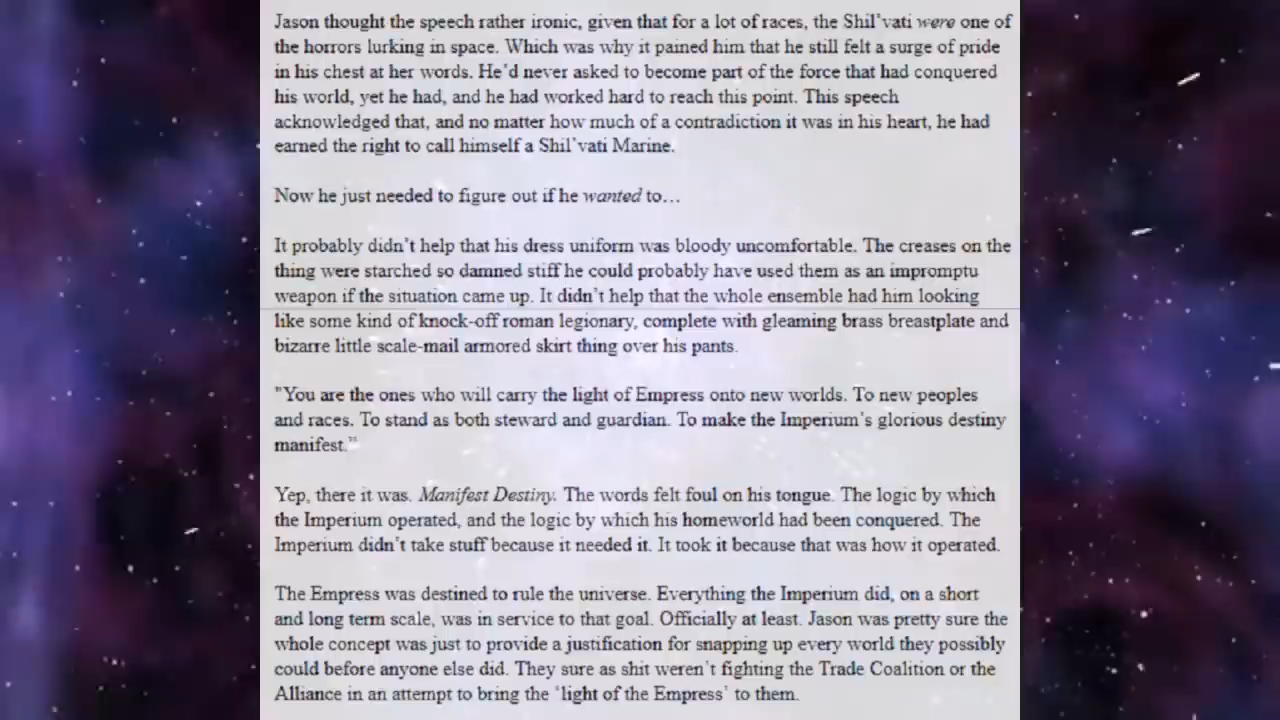 Jason thought the speech rather ironic, given that for a lot of races, the Shil’vati were one of
the horrors lurking in space. Which was why it pained him that he still felt a surge of pride
in his chest at her words. He’d never asked to become part of the force that had conquered
his world, yet he had, and he had worked hard to reach this point. This speech
acknowledged that, and no matter how much of a contradiction it was in his heart, he had
earned the right to call himself a Shil’vati Marine.
Now he just needed to figure out if he wanted to…
It probably didn’t help that his dress uniform was bloody uncomfortable. The creases on the
thing were starched so damned stiff he could probably have used them as an impromptu
weapon if the situation came up. It didn’t help that the whole ensemble had him looking
like some kind of knock-off roman legionary, complete with gleaming brass breastplate and
bizarre little scale-mail armored skirt thing over his pants.
"You are the ones who will carry the light of Empress onto new worlds. To new peoples
and races. To stand as both steward and guardian. To make the Imperium’s glorious destiny
manifest.”
Yep, there it was. Manifest Destiny. The words felt foul on his tongue. The logic by which
the Imperium operated, and the logic by which his homeworld had been conquered. The
Imperium didn’t take stuff because it needed it. It took it because that was how it operated.
The Empress was destined to rule the universe. Everything the Imperium did, on a short
and long term scale, was in service to that goal. Officially at least. Jason was pretty sure the
whole concept was just to provide a justification for snapping up every world they possibly
could before anyone else did. They sure as shit weren’t fighting the Trade Coalition or the
Alliance in an attempt to bring the ‘light of the Empress’ to them.